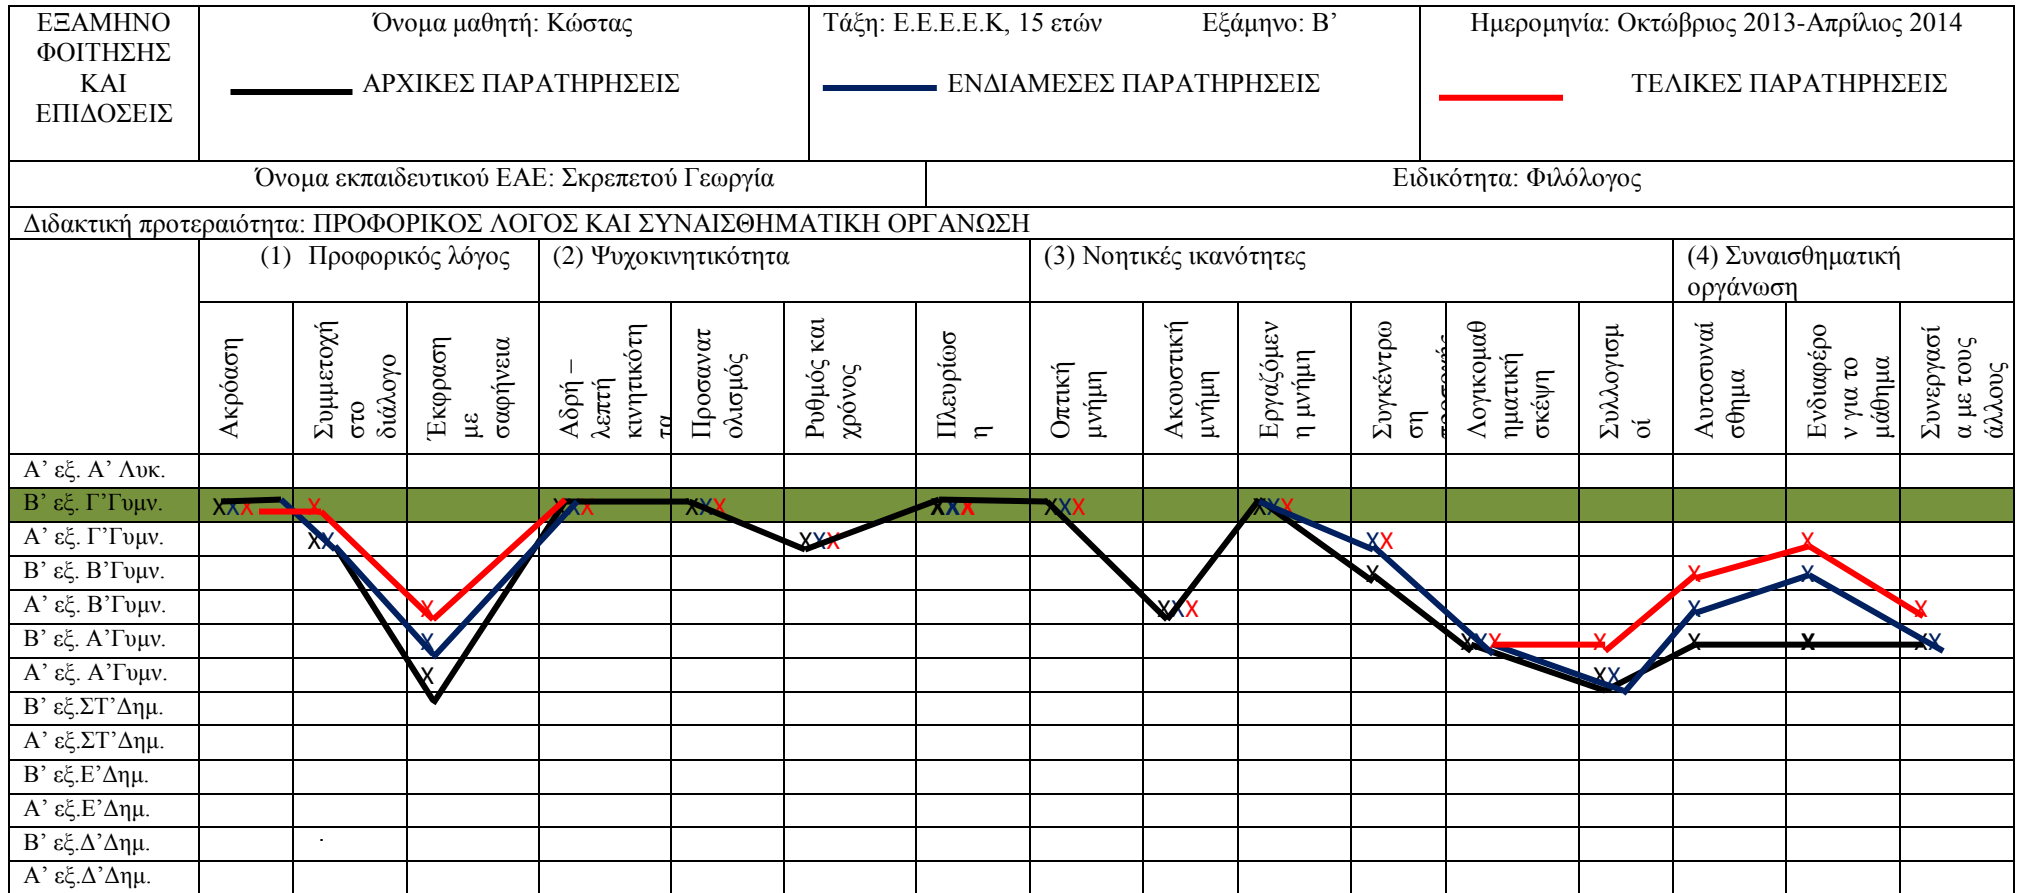 ΕΞΑΜΗΝΟ
ΦΟΙΤΗΣΗΣ
ΚΑΙ
ΕΠΙΔΟΣΕΙΣ
Όνομα μαθητή: Κώστας
ΑΡΧΙΚΕΣ ΠΑΡΑΤΗΡΗΣΕΙΣ
Τάξη: Ε.Ε.Ε.Ε.Κ, 15 ετών Εξάμηνο: Β’
ΕΝΔΙΑΜΕΣΕΣ ΠΑΡΑΤΗΡΗΣΕΙΣ
Ημερομηνία: Οκτώβριος 2013-Απρίλιος 2014
ΤΕΛΙΚΕΣ ΠΑΡΑΤΗΡΗΣΕΙΣ
Όνομα εκπαιδευτικού ΕΑΕ: Σκρεπετού Γεωργία
Ειδικότητα: Φιλόλογος
Διδακτική προτεραιότητα: ΠΡΟΦΟΡΙΚΟΣ ΛΟΓΟΣ ΚΑΙ ΣΥΝΑΙΣΘΗΜΑΤΙΚΗ ΟΡΓΑΝΩΣΗ
(1) Προφορικός λόγος
(2) Ψυχοκινητικότητα
(3) Νοητικές ικανότητες
(4) Συναισθηματική
οργάνωση
Ακρόαση
Συμμετοχή
στο
διάλογο
Έκφραση
με
σαφήνεια
Αδρή –
λεπτή
κινητικότη
τα
Προσανατ
ολισμός
Ρυθμός και
χρόνος
Πλευρίωσ
η
Οπτική
μνήμη
Ακουστική
μνήμη
Εργαζόμεν
η μνήμη
Συγκέντρω
ση
Λογικομαθ
ηματική
σκέψη
Συλλογισμ
οί
Αυτοσυναί
σθημα
Ενδιαφέρο
ν για το
μάθημα
Συνεργασί
α με τους
άλλους
Α’ εξ. Α’ Λυκ.
Β’ εξ. Γ’Γυμν.
X X X X X X X X X X X X X X X X X X X X X X
Α’ εξ. Γ’Γυμν.
X X X X X X X X
Β’ εξ. Β’Γυμν.
X X X
Α’ εξ. Β’Γυμν.
X X X X X X
Β’ εξ. Α’Γυμν.
X X X X X X X X X
Α’ εξ. Α’Γυμν.
X X X
Β’ εξ.ΣΤ’Δημ.
Α’ εξ.ΣΤ’Δημ.
Β’ εξ.Ε’Δημ.
Α’ εξ.Ε’Δημ.
Β’ εξ.Δ’Δημ.
Α’ εξ.Δ’Δημ.